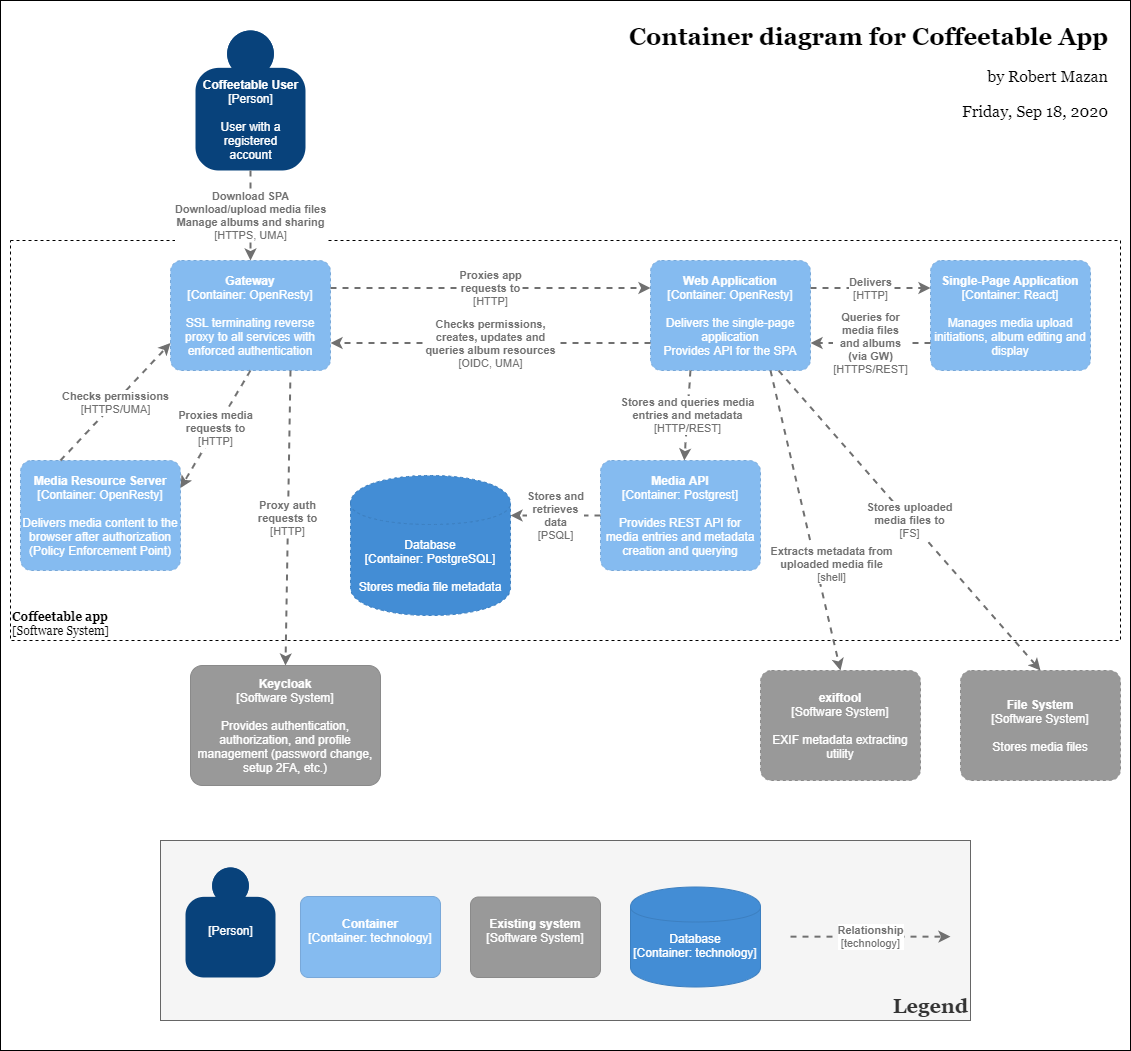 Container diagram for Coffeetable App
by Robert Mazan
Friday, Sep 18, 2020
Coffeetable User
[Person]
User with a
registered
account
Download SPA
Download/upload media files
Manage albums and sharing
[HTTPS, UMA]
Gateway
[Container: OpenResty]
SSL terminating reverse
proxy to all services with
enforced authentication
Proxies app
requests to
[HTTP]
Checks permissions,
creates, updates and
queries album resources
[OIDC, UMA]
Web Application
[Container: OpenResty]
Delivers the single-page
application
Provides API for the SPA
Delivers
[HTTP]
Queries for
media files
and albums
(via GW)
[HTTPS/REST]
Single-Page Application
[Container: React]
Manages media upload
initiations, album editing and
display
Checks permissions
[HTTPS/UMA]
Proxies media
requests to
[HTTP]
Stores and queries media
entries and metadata
[HTTP/REST]
Media Resource Server
[Container: OpenResty]
Delivers media content to the
browser after authorization
(Policy Enforcement Point)
Proxy auth
requests to
[HTTP]
Database
[Container: PostgreSQL]
Stores media file metadata
Stores and
retrieves
data
[PSQL]
Media API
[Container: Postgrest]
Provides REST API for
media entries and metadata
creation and querying
Stores uploaded
media files to
[FS]
Extracts metadata from
uploaded media file
[shell]
Coffeetable app
[Software System]
Keycloak
[Software System]
Provides authentication,
authorization, and profile
management (password change,
setup 2FA, etc.)
exiftool
[Software System]
EXIF metadata extracting
utility
File System
[Software System]
Stores media files
[Person]
Container
[Container: technology]
Existing system
[Software System]
Database
[Container: technology]
Relationship
[technology]
Legend